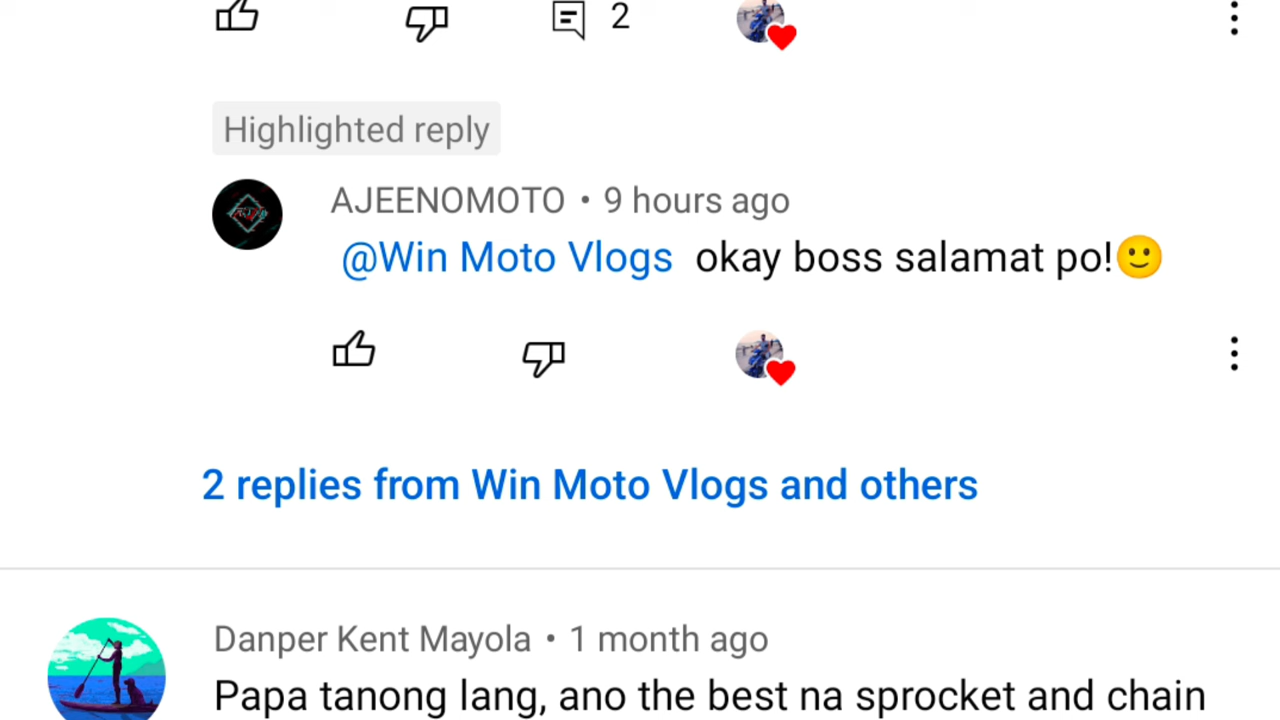 2
Highlighted reply
AJEENOMOTO • 9 hours ago
@Win Moto Vlogs okay boss salamat po!🙂
2 replies from Win Moto Vlogs and others
Danper Kent Mayola • 1 month ago
Papa tanong lang, ano the best na sprocket and chain